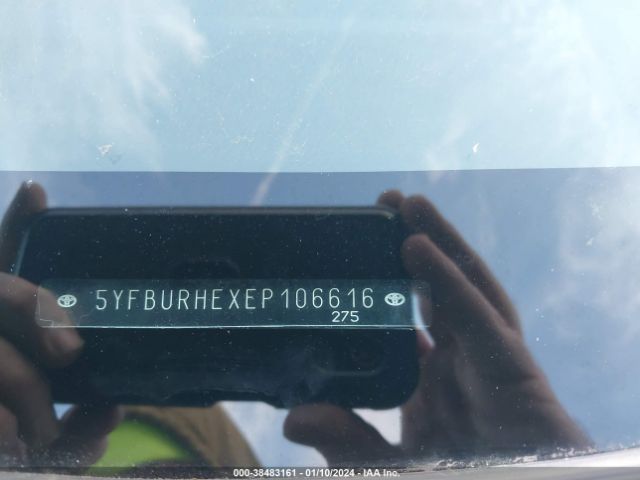 5YFBURHEXEP106616
275
000-38483161 - 01/10/2024 - IAA Inc.